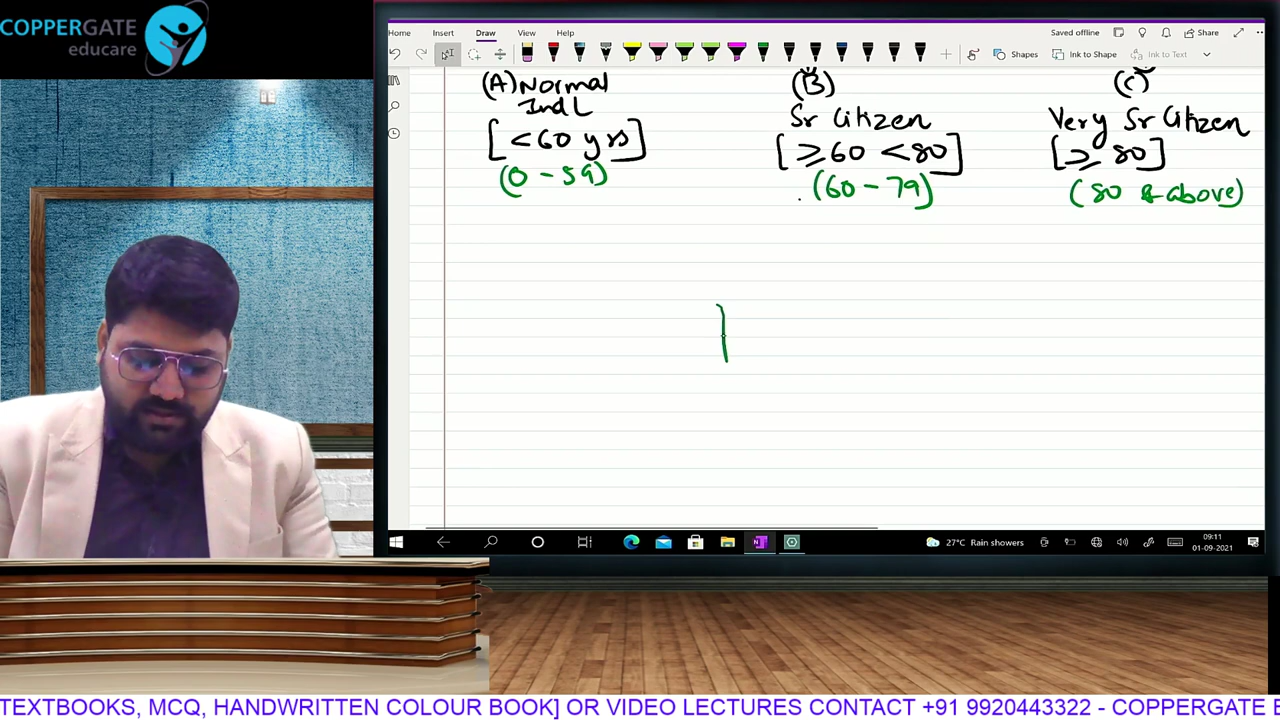 COPPERGATE
educare
Home Insert Draw View Help
Saved offline Share
Shapes Ink to Shape Ink to Text
(A) Normal
Indl
[<60 yrs]
(0 - 59)
(B)
Sr Citizen
[≥60 <80]
(60 - 79)
(C)
Very Sr Citizen
[≥ 80]
(80 & above)
27°C Rain showers
09:11
01-09-2021
TEXTBOOKS, MCQ, HANDWRITTEN COLOUR BOOK] OR VIDEO LECTURES CONTACT +91 9920443322 - COPPERGATE E